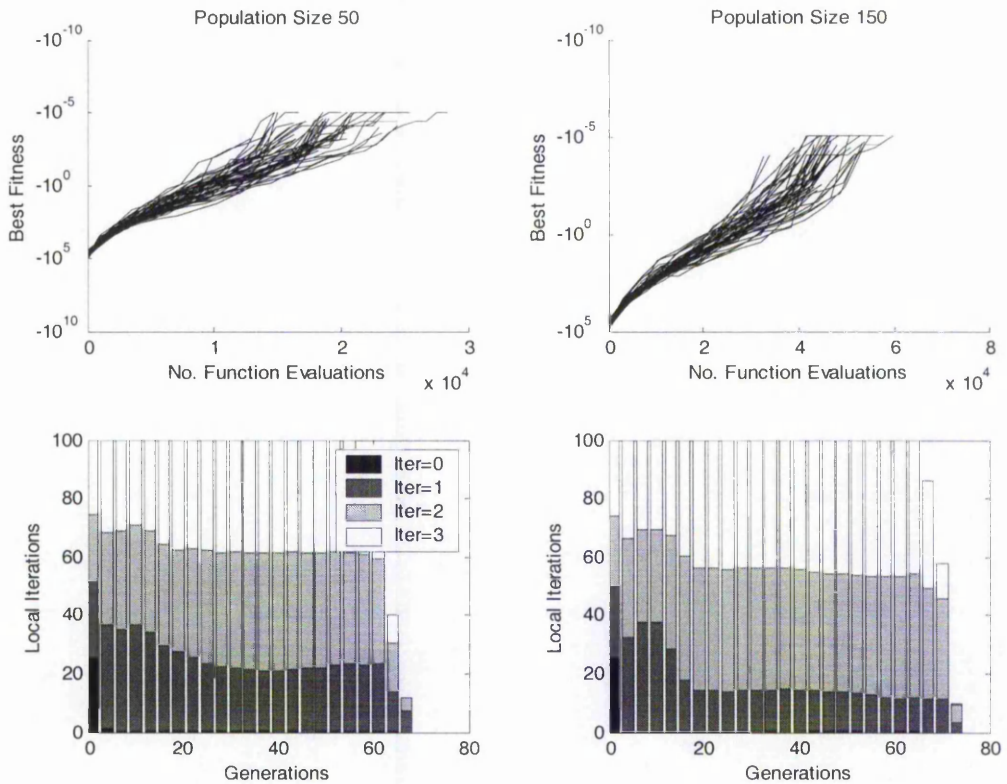 Population Size 50
-10^-10
-10^-5
-10^0
-10^5
-10^10
Best Fitness
0 1 2 3
No. Function Evaluations
x 10^4
Population Size 150
-10^-10
-10^-5
-10^0
-10^5
Best Fitness
0 2 4 6 8
No. Function Evaluations
x 10^4
100
80
60
40
20
0
Local Iterations
Iter=0
Iter=1
Iter=2
Iter=3
0 20 40 60 80
Generations
100
80
60
40
20
0
Local Iterations
0 20 40 60 80
Generations